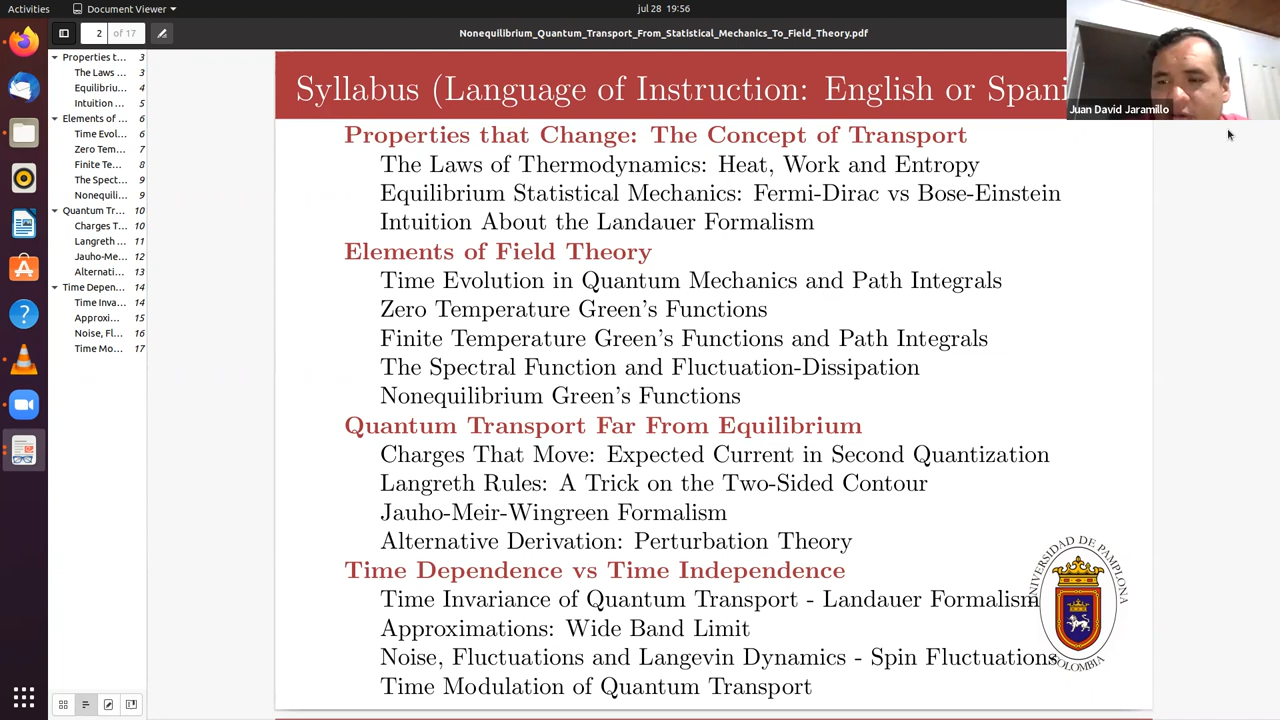 Activities
Document Viewer
jul 28 19:56
2
of 17
Nonequilibrium_Quantum_Transport_From_Statistical_Mechanics_To_Field_Theory.pdf
Juan David Jaramillo
Properties t... 3
The Laws ... 3
Equilibriu... 4
Intuition ... 5
Elements of... 6
Time Evol... 6
Zero Tem... 7
Finite Te... 8
The Spect... 9
Nonequili... 9
Quantum Tr... 10
Charges T... 10
Langreth ... 11
Jauho-Mei... 12
Alternati... 13
Time Depen... 14
Time Inva... 14
Approxi... 15
Noise, Fl... 16
Time Mo... 17
Syllabus (Language of Instruction: English or Spani
Properties that Change: The Concept of Transport
The Laws of Thermodynamics: Heat, Work and Entropy
Equilibrium Statistical Mechanics: Fermi-Dirac vs Bose-Einstein
Intuition About the Landauer Formalism
Elements of Field Theory
Time Evolution in Quantum Mechanics and Path Integrals
Zero Temperature Green's Functions
Finite Temperature Green's Functions and Path Integrals
The Spectral Function and Fluctuation-Dissipation
Nonequilibrium Green's Functions
Quantum Transport Far From Equilibrium
Charges That Move: Expected Current in Second Quantization
Langreth Rules: A Trick on the Two-Sided Contour
Jauho-Meir-Wingreen Formalism
Alternative Derivation: Perturbation Theory
Time Dependence vs Time Independence
Time Invariance of Quantum Transport - Landauer Formalism
Approximations: Wide Band Limit
Noise, Fluctuations and Langevin Dynamics - Spin Fluctuations
Time Modulation of Quantum Transport
UNIVERSIDAD DE PAMPLONA
COLOMBIA